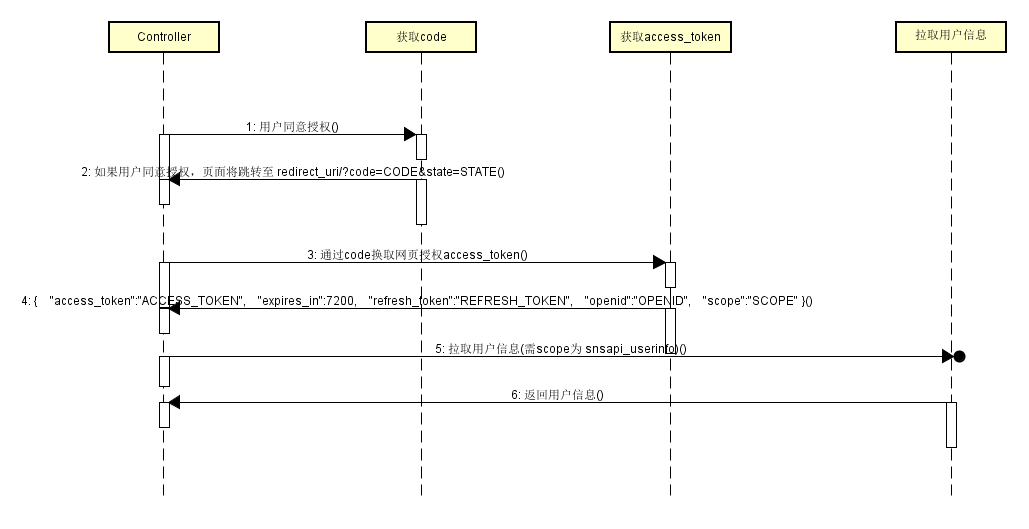 Controller
获取code
获取access_token
拉取用户信息
1: 用户同意授权()
2: 如果用户同意授权，页面将跳转至 redirect_uri/?code=CODE&state=STATE()
3: 通过code换取网页授权access_token()
4: { "access_token":"ACCESS_TOKEN", "expires_in":7200, "refresh_token":"REFRESH_TOKEN", "openid":"OPENID", "scope":"SCOPE" }()
5: 拉取用户信息(需scope为 snsapi_userinfo)()
6: 返回用户信息()